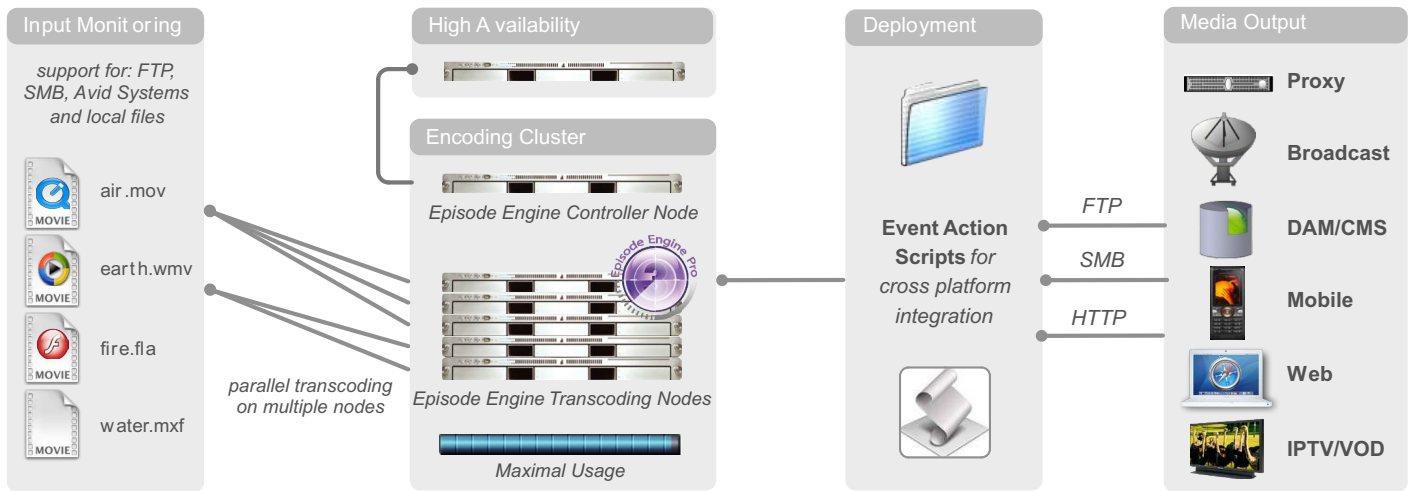 Input Monit oring
support for: FTP,
SMB, Avid Systems
and local files
MOVIE
air.mov
MOVIE
earth.wmv
MOVIE
fire.fla
MOVIE
water.mxf
parallel transcoding
on multiple nodes
High A vailability
Encoding Cluster
Episode Engine Controller Node
Episode Engine Pro
Episode Engine Transcoding Nodes
Maximal Usage
Deployment
Event Action
Scripts for
cross platform
integration
FTP
SMB
HTTP
Media Output
Proxy
Broadcast
DAM/CMS
Mobile
Web
IPTV/VOD